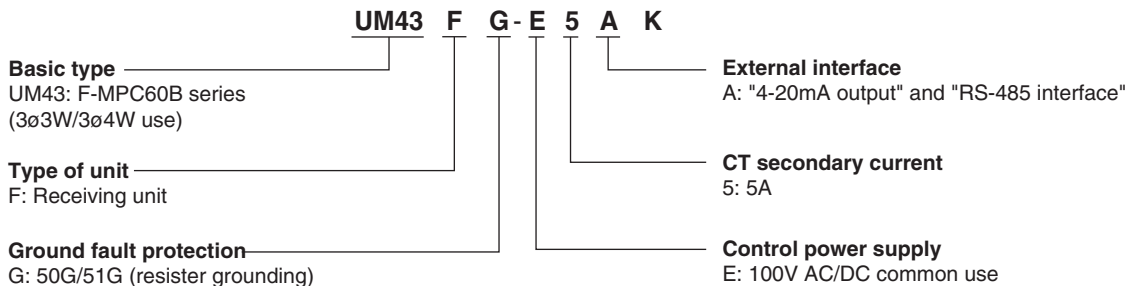 UM43 F G - E 5 A K
Basic type
UM43: F-MPC60B series
(3ø3W/3ø4W use)
Type of unit
F: Receiving unit
Ground fault protection
G: 50G/51G (resister grounding)
External interface
A: "4-20mA output" and "RS-485 interface"
CT secondary current
5: 5A
Control power supply
E: 100V AC/DC common use